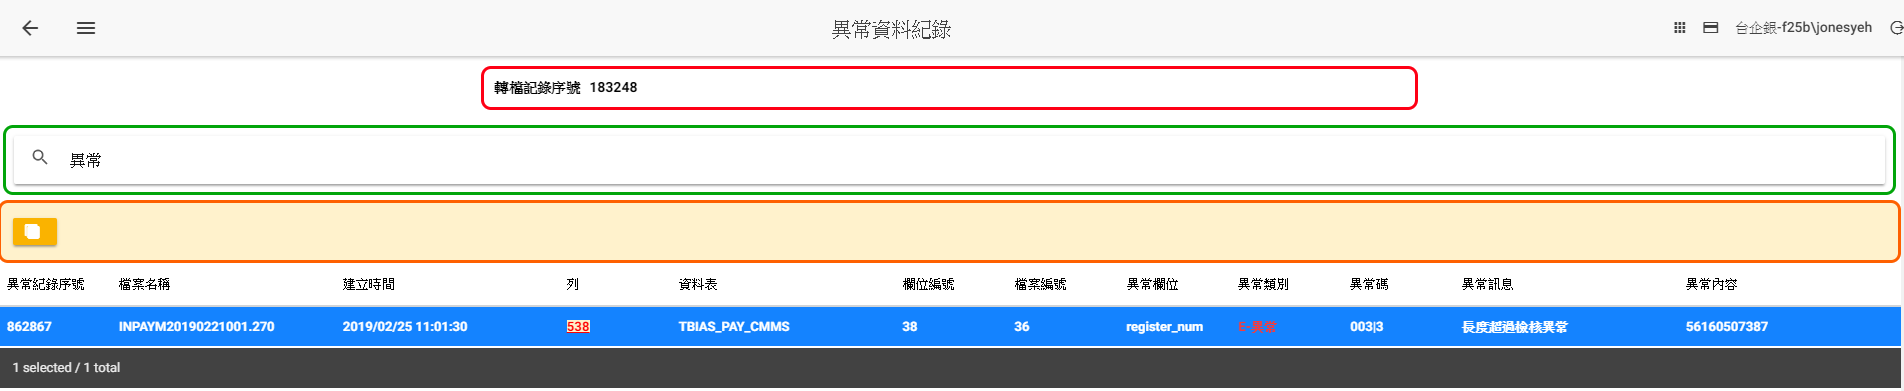 異常資料紀錄
台企銀-f25b\jonesyeh
轉檔記錄序號 183248
異常
異常紀錄序號 檔案名稱 建立時間 列 資料表 欄位編號 檔案編號 異常欄位 異常類別 異常碼 異常訊息 異常內容
862867 INPAYM20190221001.270 2019/02/25 11:01:30 538 TBIAS_PAY_CMMS 38 36 register_num E-異常 003|3 長度超過檢核異常 56160507387
1 selected / 1 total